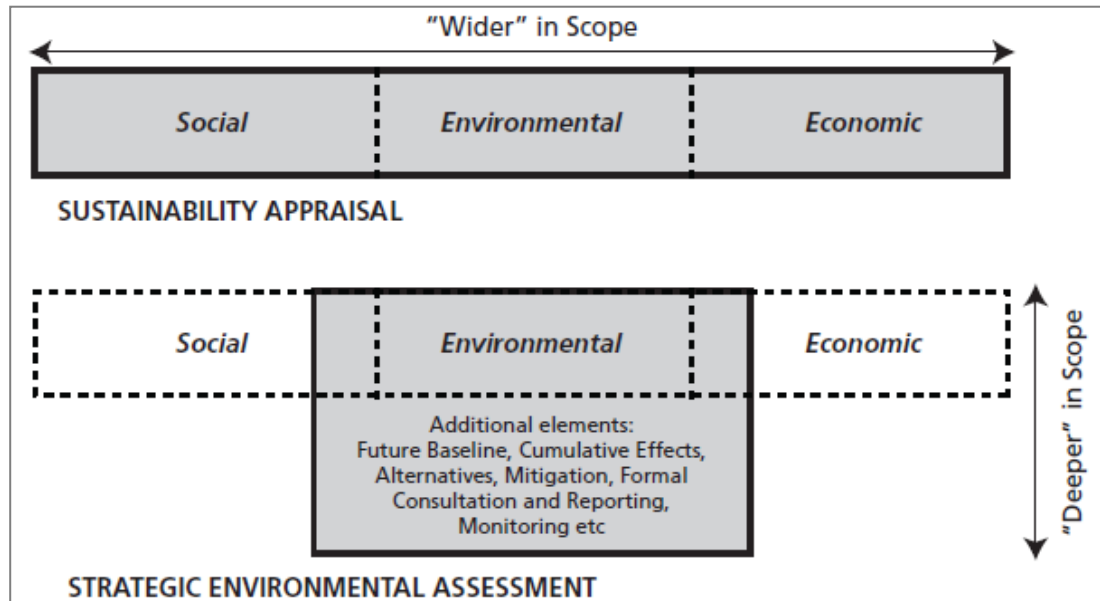 “Wider” in Scope
Social Environmental Economic
SUSTAINABILITY APPRAISAL
Social Environmental Economic
Additional elements:
Future Baseline, Cumulative Effects,
Alternatives, Mitigation, Formal
Consultation and Reporting,
Monitoring etc
“Deeper” in Scope
STRATEGIC ENVIRONMENTAL ASSESSMENT